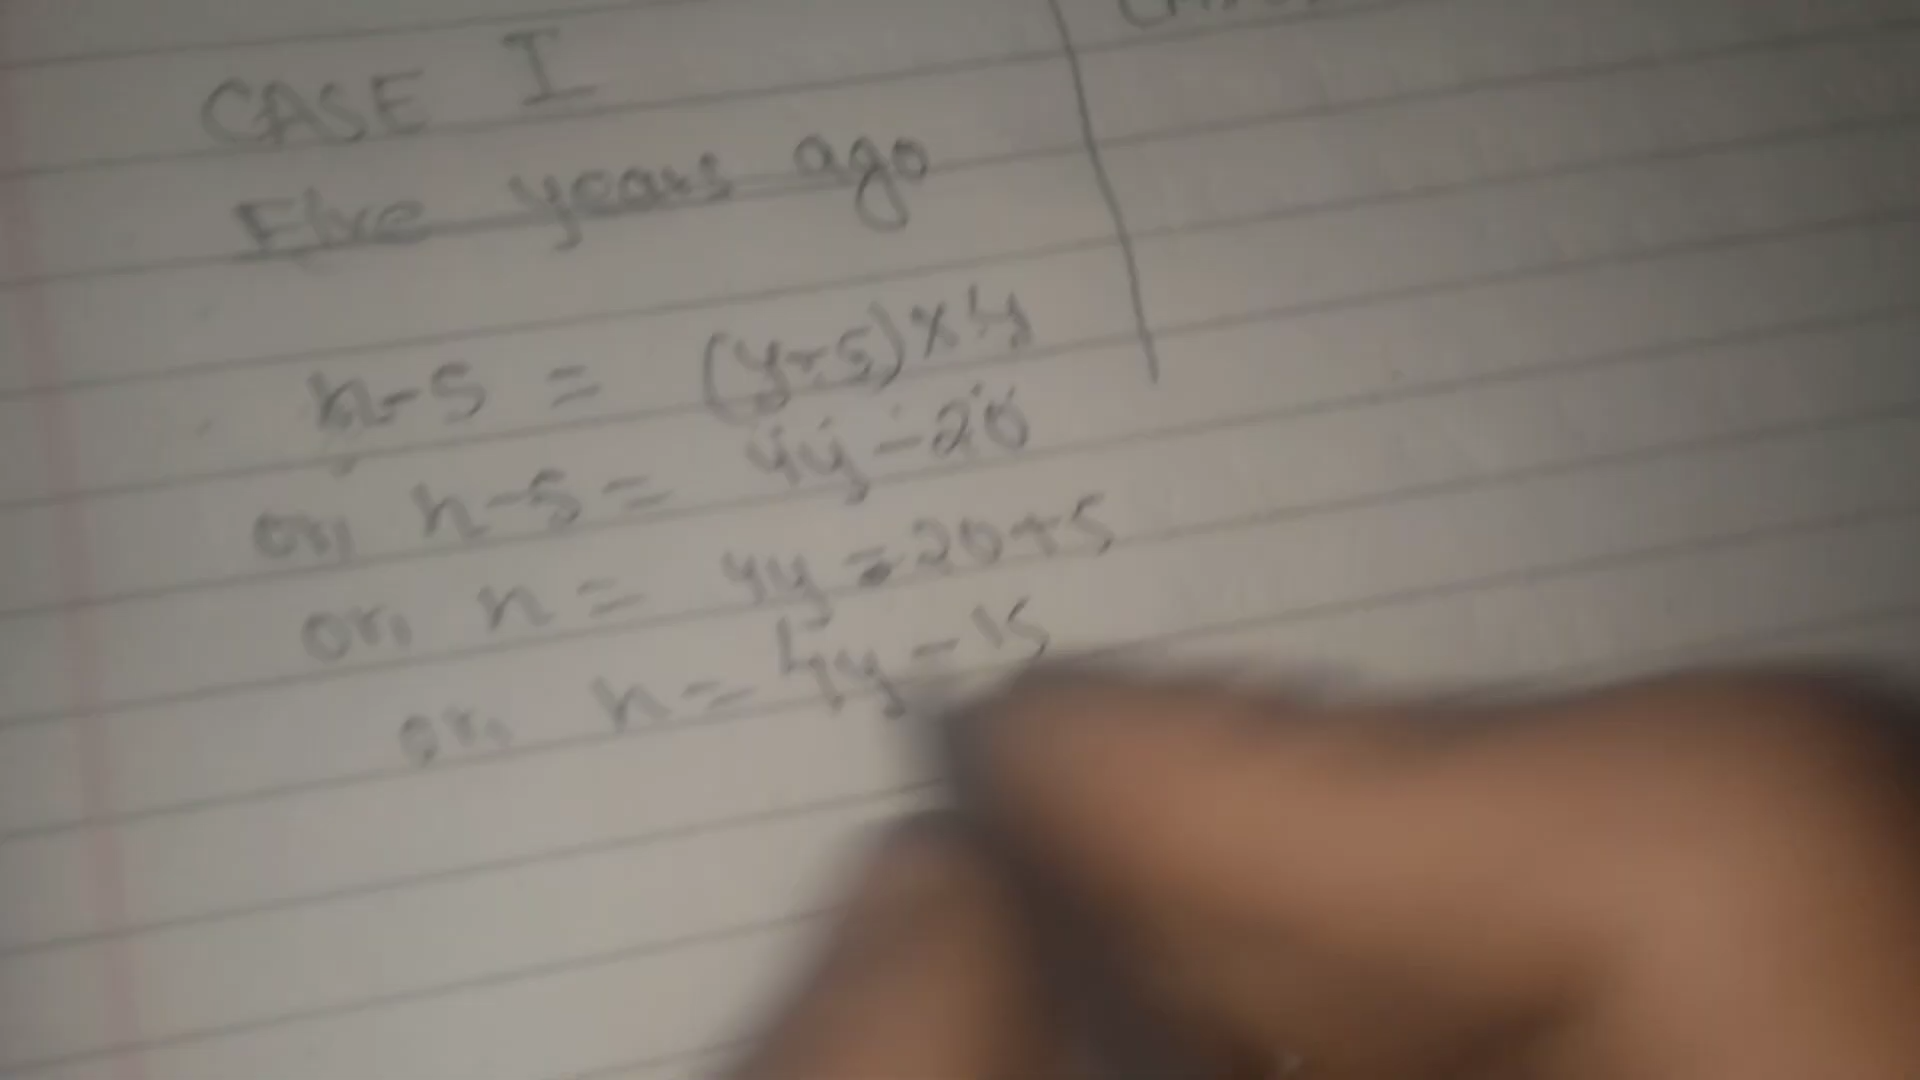 CASE I
Five years ago
x-5 = (y-5)×4
or, x-5 = 4y-20
or, x = 4y-20+5
or, x = 4y-15